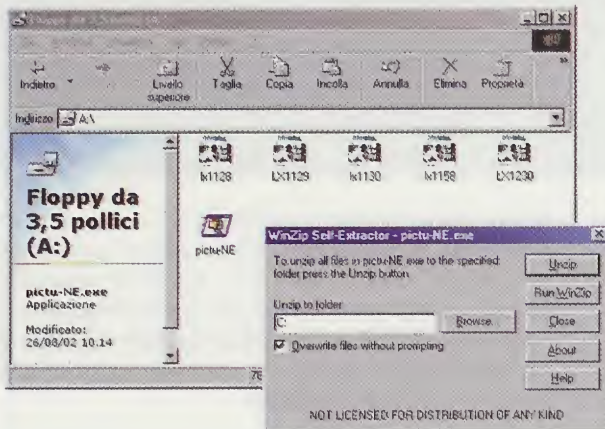 Floppy da 3,5 pollici (A:)
Indietro
Livello superiore
Taglia
Copia
Incolla
Annulla
Elimina
Proprietà
»
Indirizzo A:\
lx1128
LX1129
lx1130
lx1158
LX1230
pictu-NE
Floppy da
3,5 pollici
(A:)
pictu-NE.exe
Applicazione
Modificato:
26/08/02 10.14
WinZip Self-Extractor - pictu-NE.exe
To unzip all files in pictu-NE.exe to the specified
folder press the Unzip button.
Unzip to folder
C:
Browse...
Overwrite files without prompting
Unzip
Run WinZip
Close
About
Help
NOT LICENSED FOR DISTRIBUTION OF ANY KIND